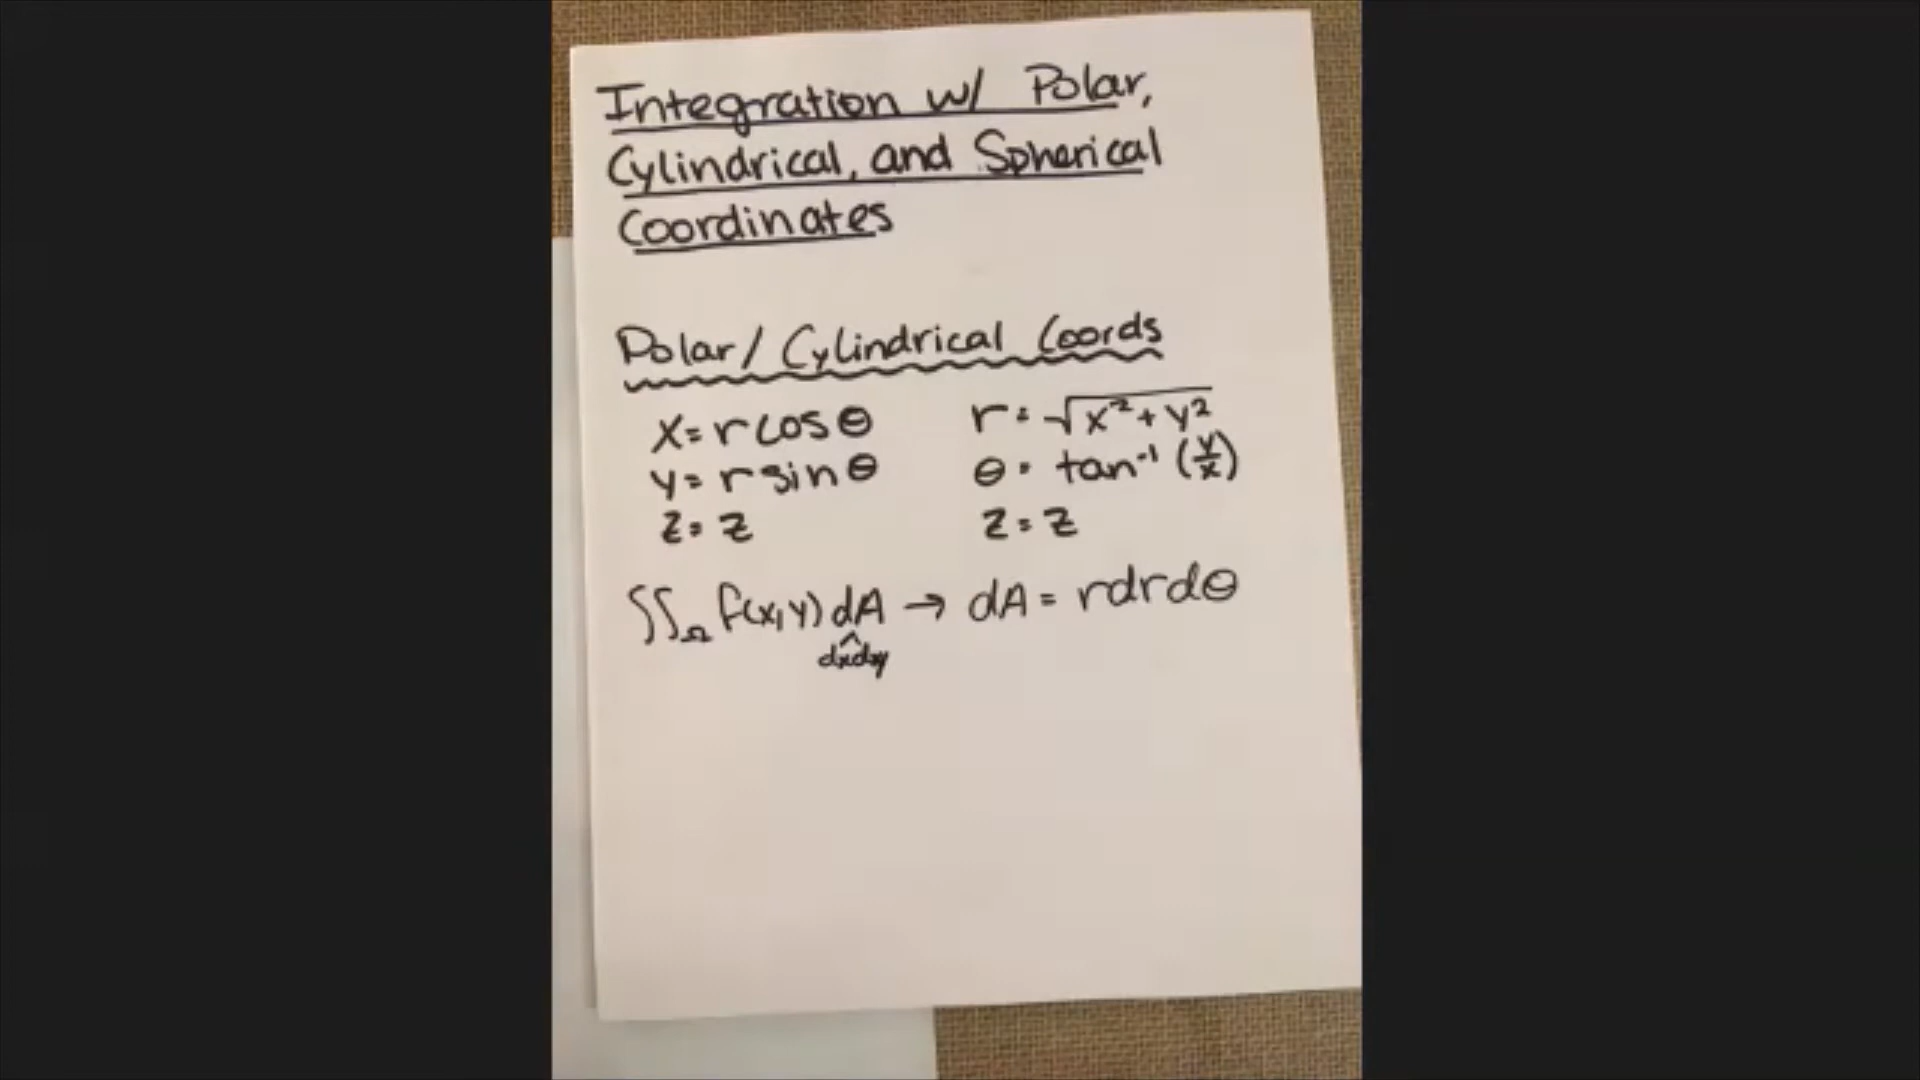 Integration w/ Polar,
Cylindrical, and Spherical
Coordinates
Polar/Cylindrical Coords
x = r cos θ r = √x²+y²
y = r sin θ θ = tan⁻¹ (y/x)
z = z z = z
∫∫_Ω f(x,y) dA → dA = r dr dθ
dxdy